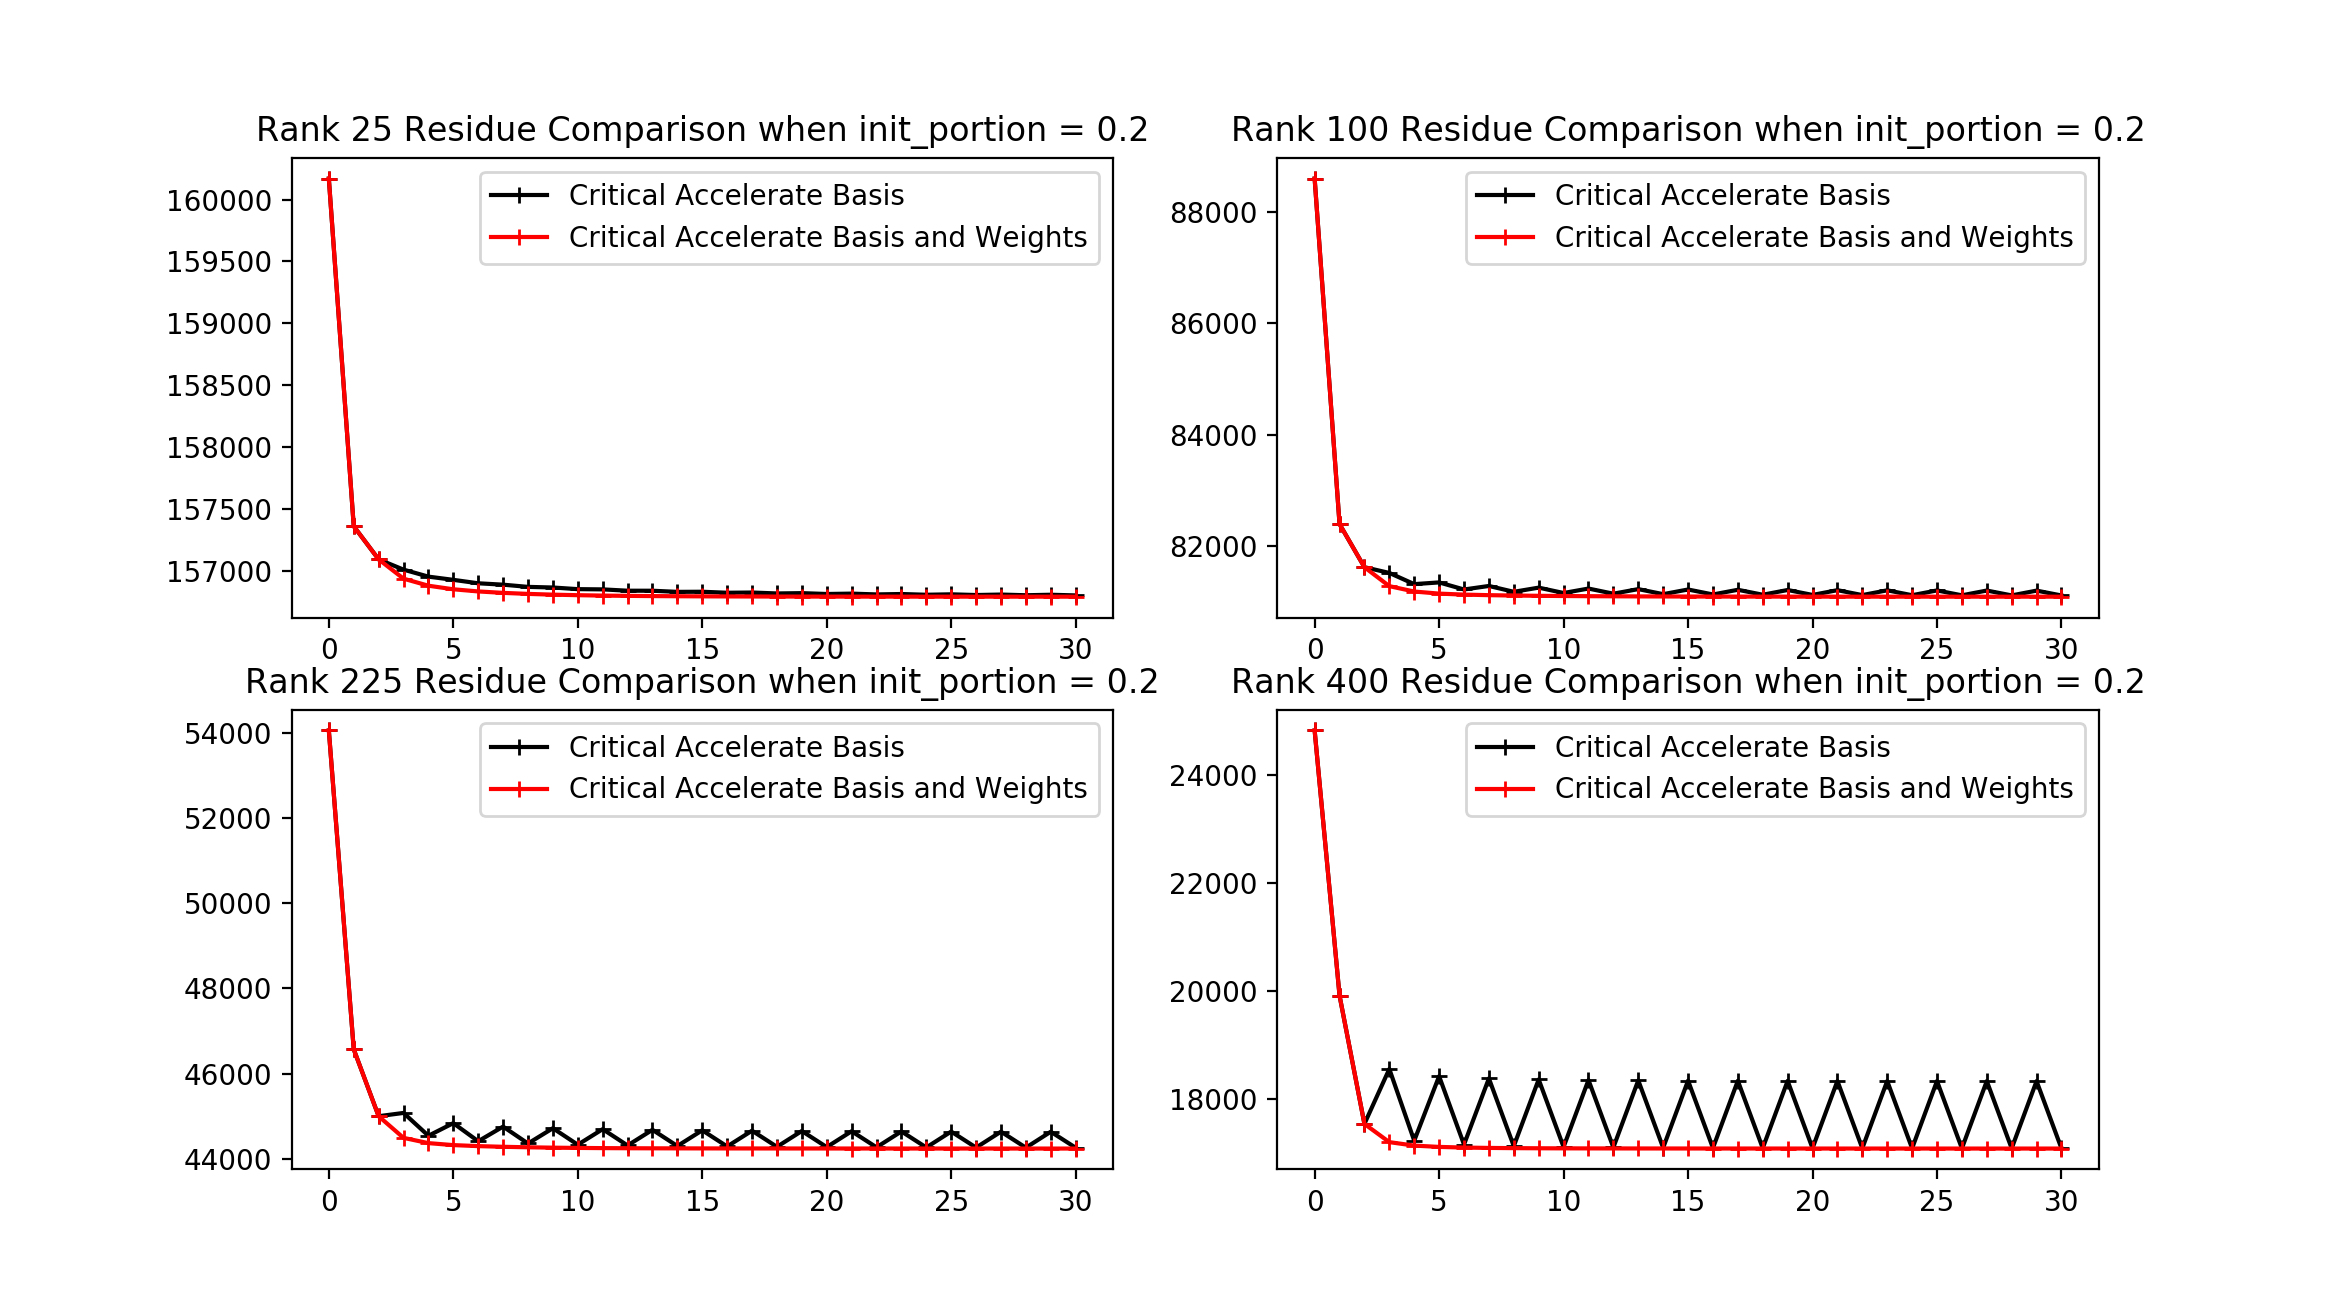 Rank 25 Residue Comparison when init_portion = 0.2
Critical Accelerate Basis
Critical Accelerate Basis and Weights
160000
159500
159000
158500
158000
157500
157000
0 5 10 15 20 25 30
Rank 100 Residue Comparison when init_portion = 0.2
Critical Accelerate Basis
Critical Accelerate Basis and Weights
88000
86000
84000
82000
0 5 10 15 20 25 30
Rank 225 Residue Comparison when init_portion = 0.2
Critical Accelerate Basis
Critical Accelerate Basis and Weights
54000
52000
50000
48000
46000
44000
0 5 10 15 20 25 30
Rank 400 Residue Comparison when init_portion = 0.2
Critical Accelerate Basis
Critical Accelerate Basis and Weights
24000
22000
20000
18000
0 5 10 15 20 25 30